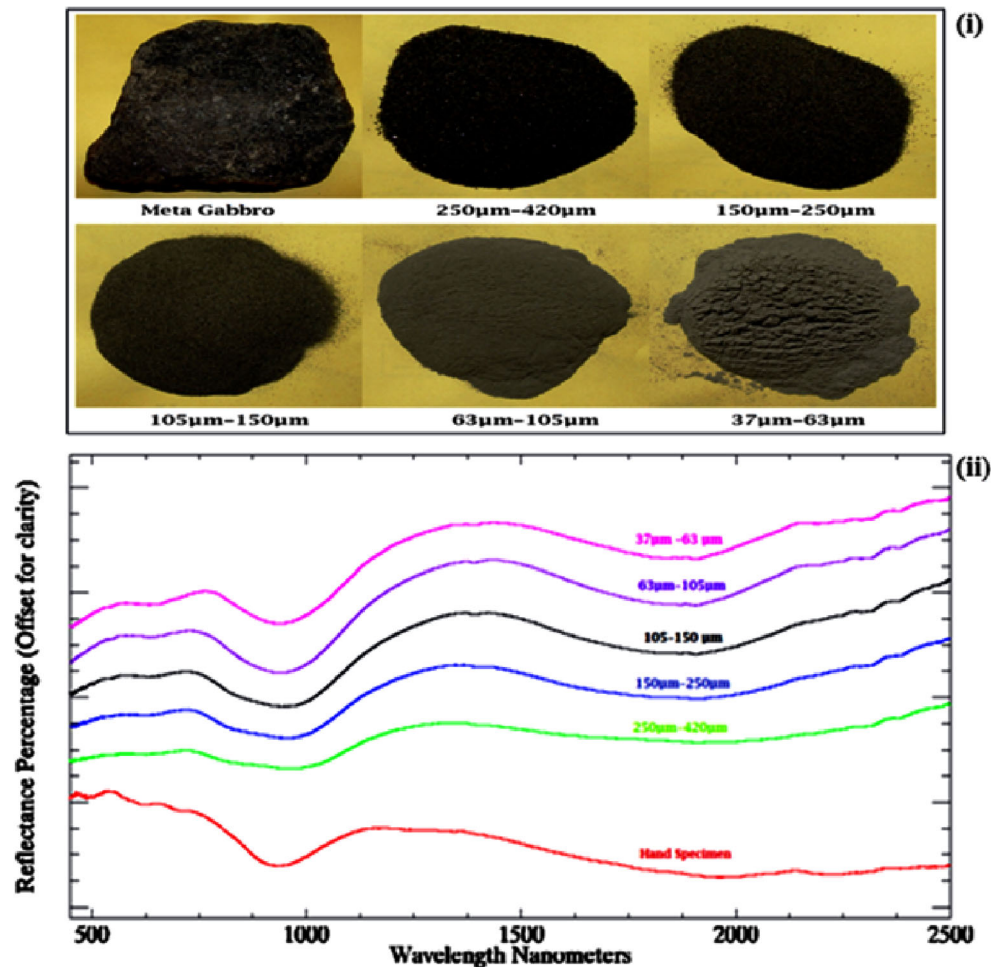 (i)
Meta Gabbro 250µm–420µm 150µm–250µm
105µm–150µm 63µm–105µm 37µm–63µm
(ii)
Reflectance Percentage (Offset for clarity)
37µm -63 µm
63µm-105µm
105-150 µm
150µm-250µm
250µm-420µm
Hand Specimen
500 1000 1500 2000 2500
Wavelength Nanometers